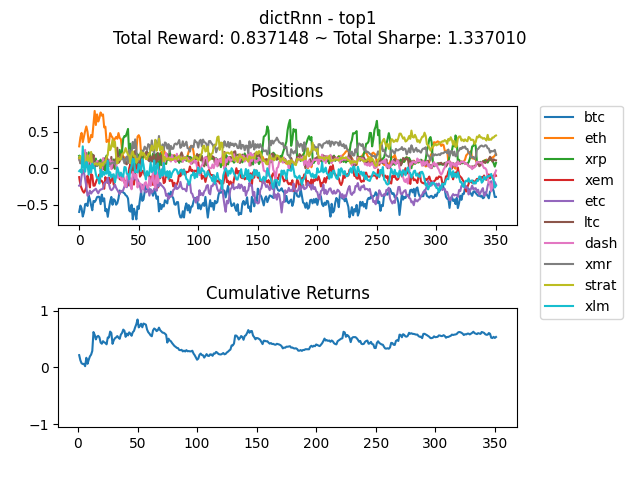 dictRnn - top1
Total Reward: 0.837148 ~ Total Sharpe: 1.337010
Positions
0.5
0.0
−0.5
0 50 100 150 200 250 300 350
btc
eth
xrp
xem
etc
ltc
dash
xmr
strat
xlm
Cumulative Returns
1
0
−1
0 50 100 150 200 250 300 350